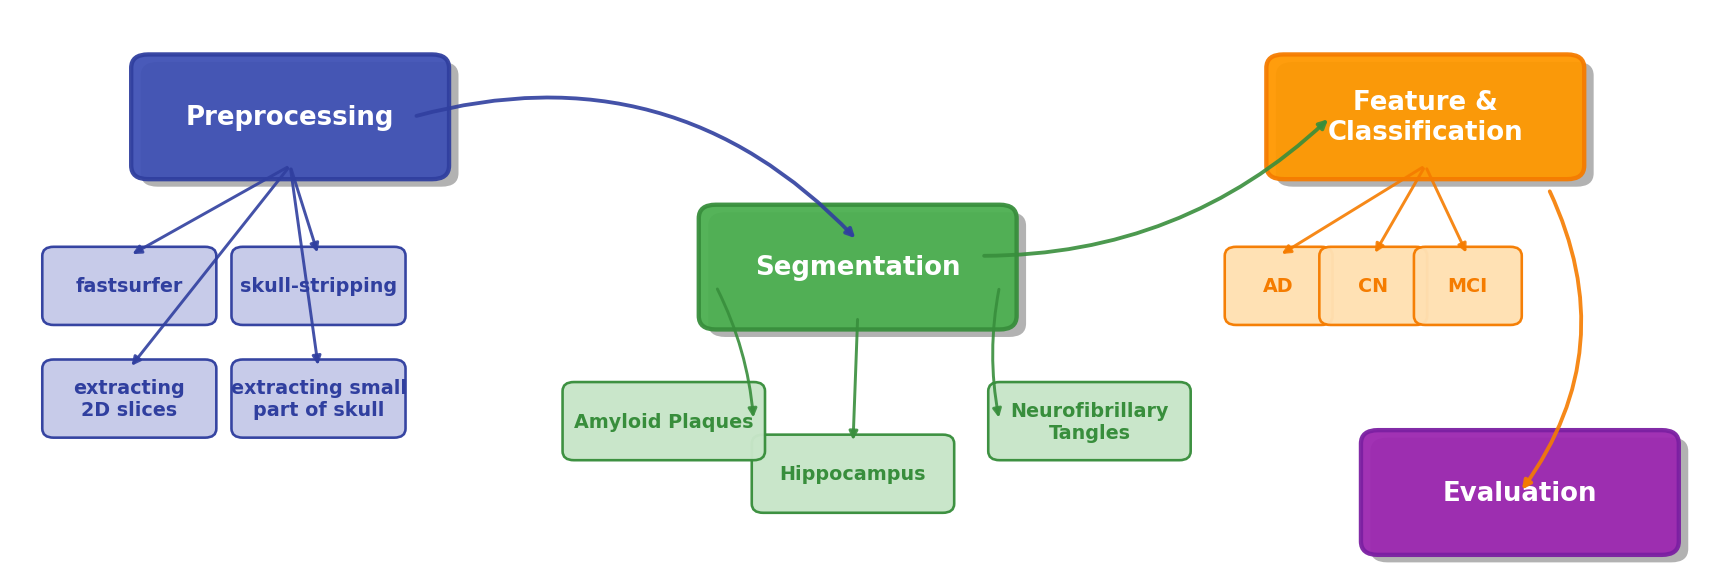 Preprocessing
fastsurfer
skull-stripping
extracting
2D slices
extracting small
part of skull
Segmentation
Amyloid Plaques
Hippocampus
Neurofibrillary
Tangles
Feature &
Classification
AD
CN
MCI
Evaluation